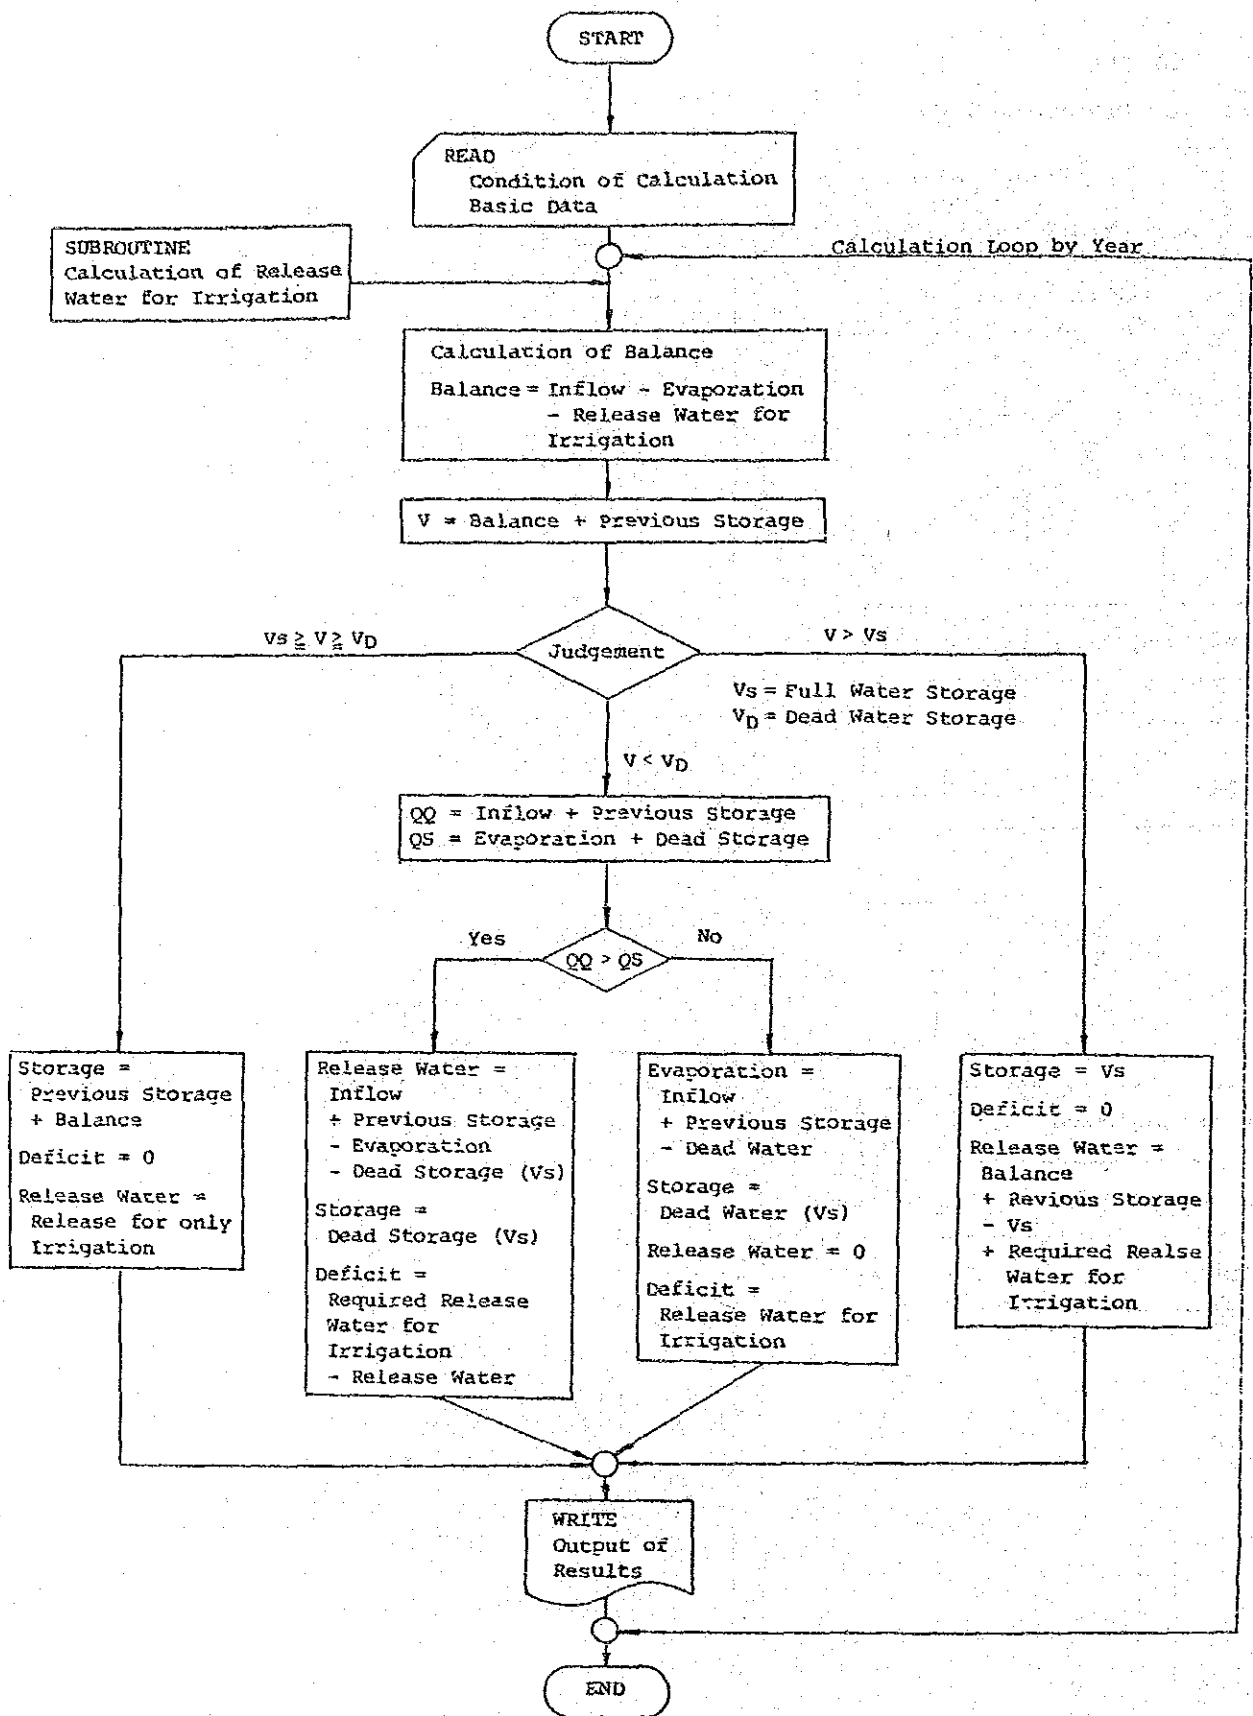 START
READ
Condition of Calculation
Basic Data
SUBROUTINE
Calculation of Release
Water for Irrigation
Calculation Loop by Year
Calculation of Balance
Balance = Inflow - Evaporation
- Release Water for
Irrigation
V = Balance + Previous Storage
Vs ≧ V ≧ VD
Judgement
V > Vs
Vs = Full Water Storage
VD = Dead Water Storage
V < VD
QQ = Inflow + Previous Storage
QS = Evaporation + Dead Storage
Yes
QQ > QS
No
Storage =
Previous Storage
+ Balance
Deficit = 0
Release Water =
Release for only
Irrigation
Release Water =
Inflow
+ Previous Storage
- Evaporation
- Dead Storage (Vs)
Storage =
Dead Storage (Vs)
Deficit =
Required Release
Water for
Irrigation
- Release Water
Evaporation =
Inflow
+ Previous Storage
- Dead Water
Storage =
Dead Water (Vs)
Release Water = 0
Deficit =
Release Water for
Irrigation
Storage = Vs
Deficit = 0
Release Water =
Balance
+ Revious Storage
- Vs
+ Required Realse
Water for
Irrigation
WRITE
Output of
Results
END